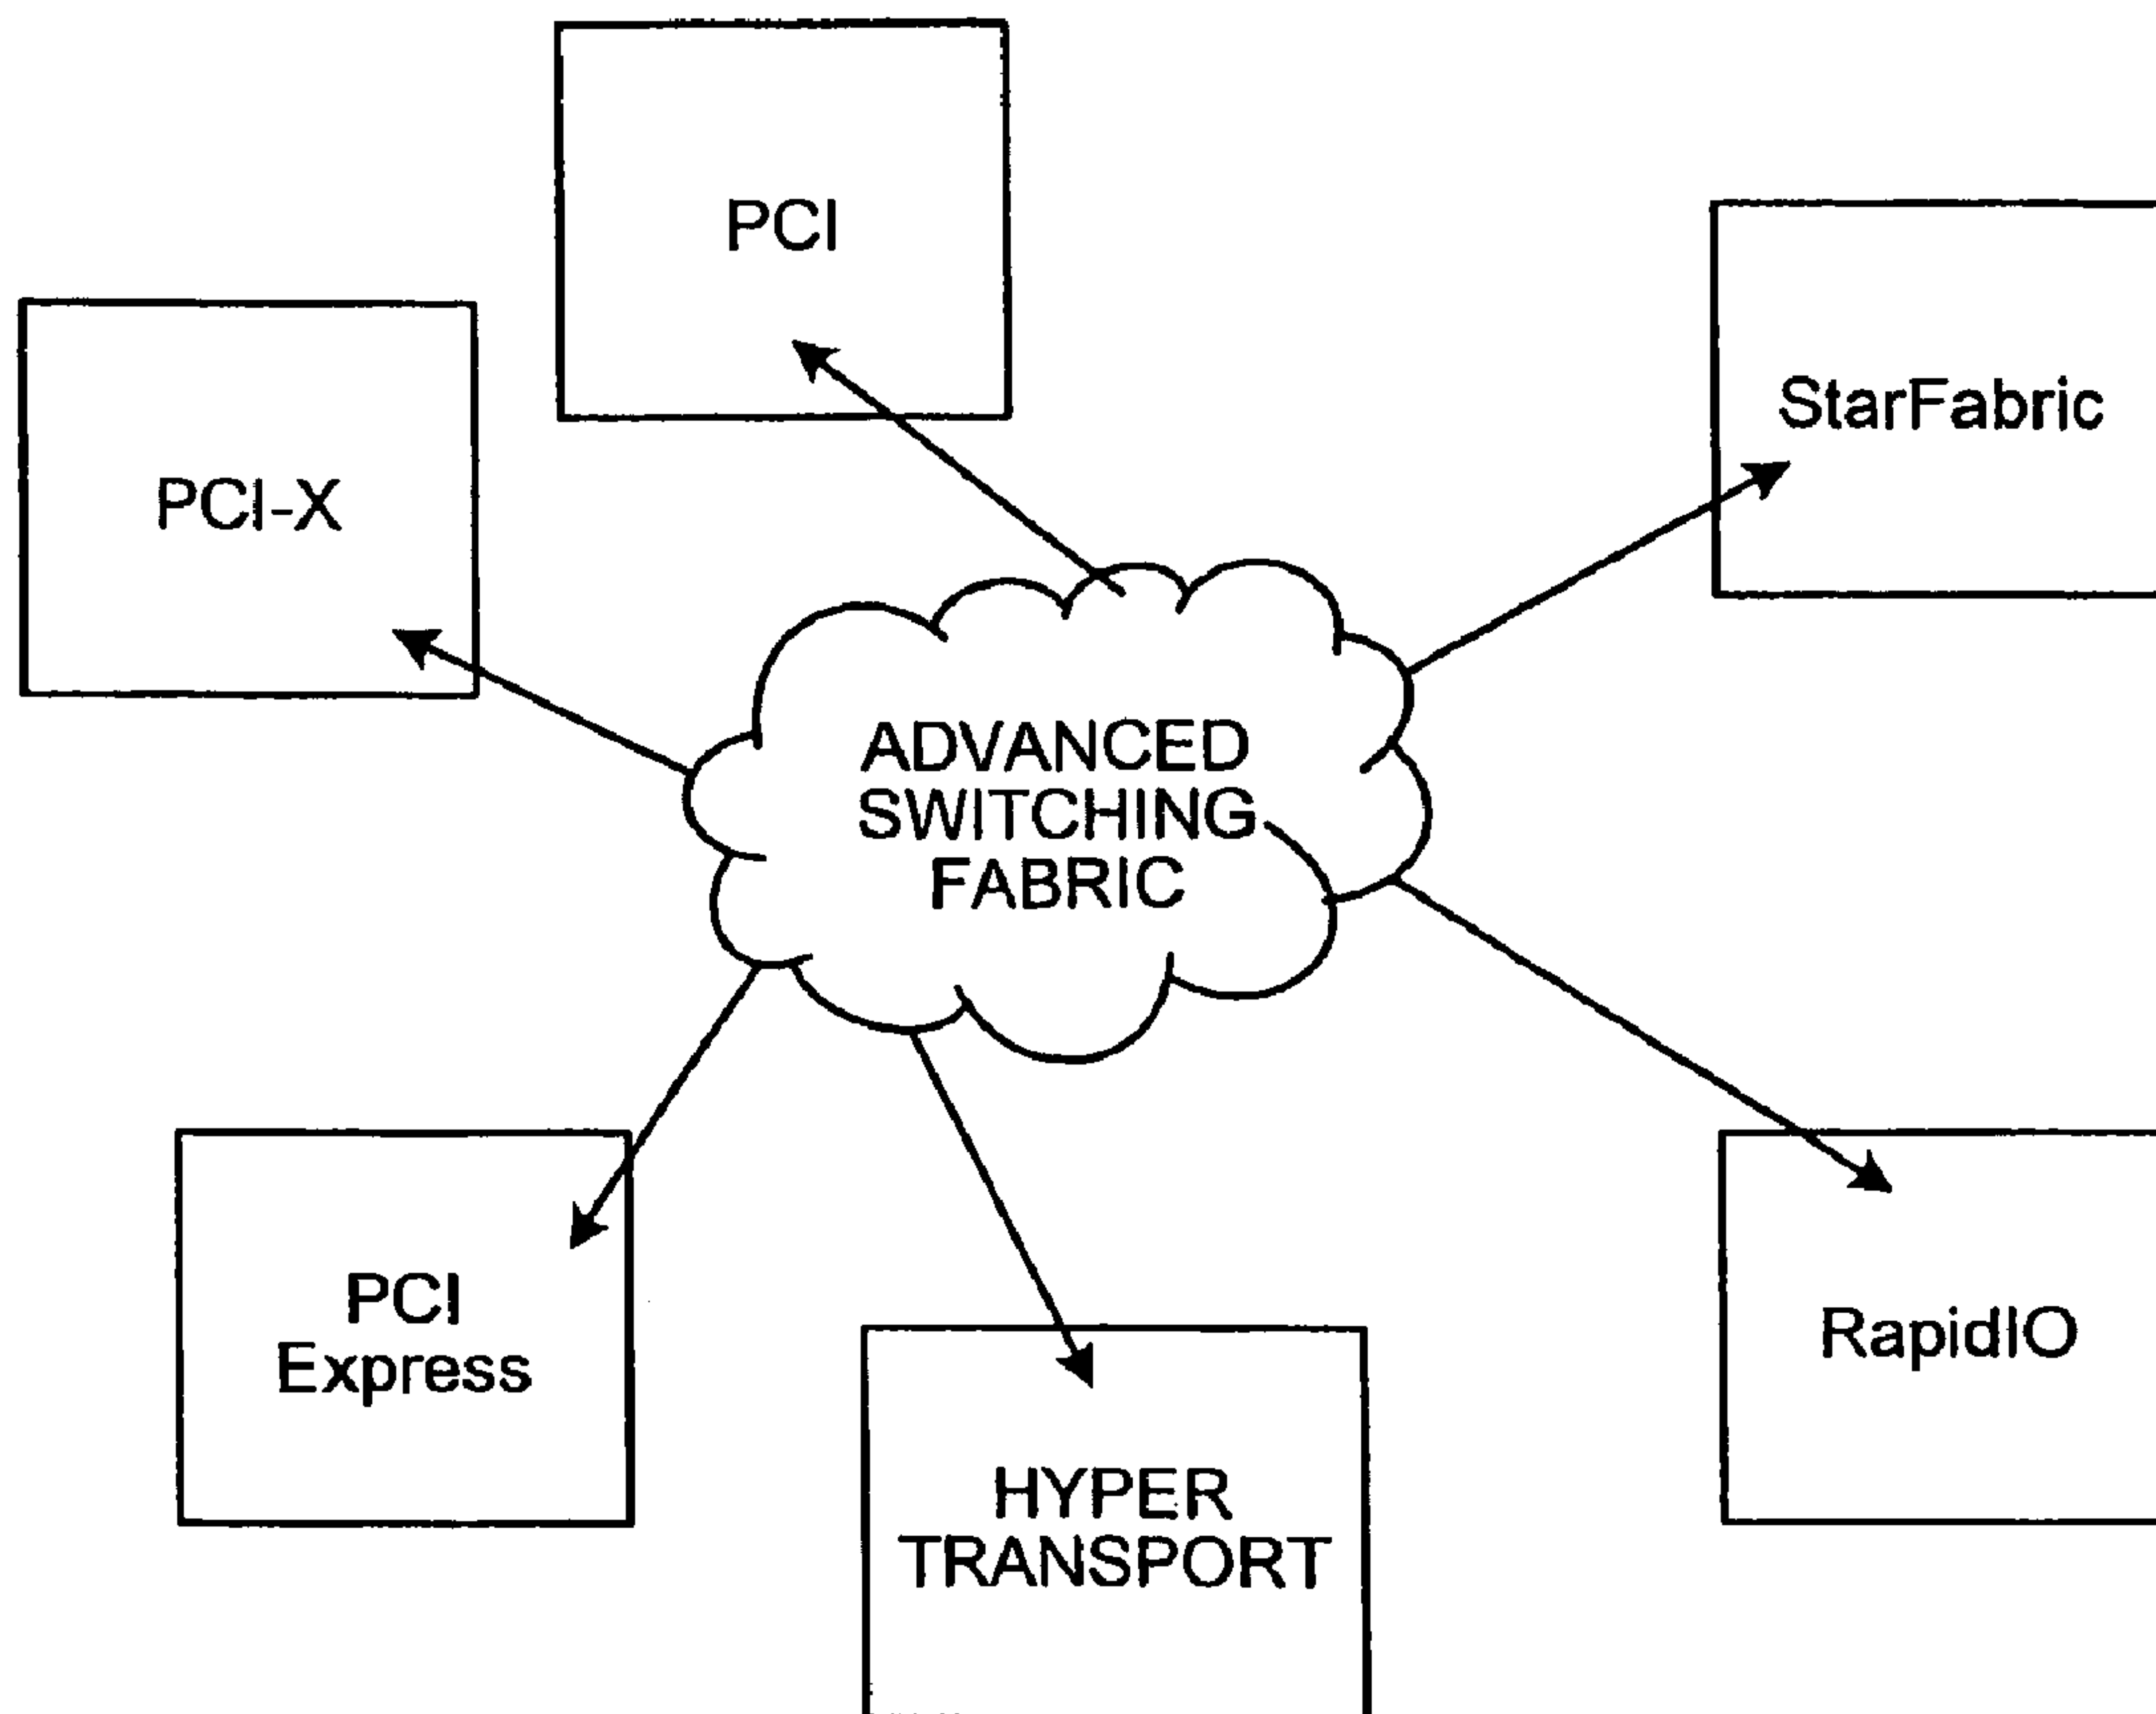 PCI
StarFabric
PCI-X
ADVANCED
SWITCHING
FABRIC
PCI
Express
RapidIO
HYPER
TRANSPORT